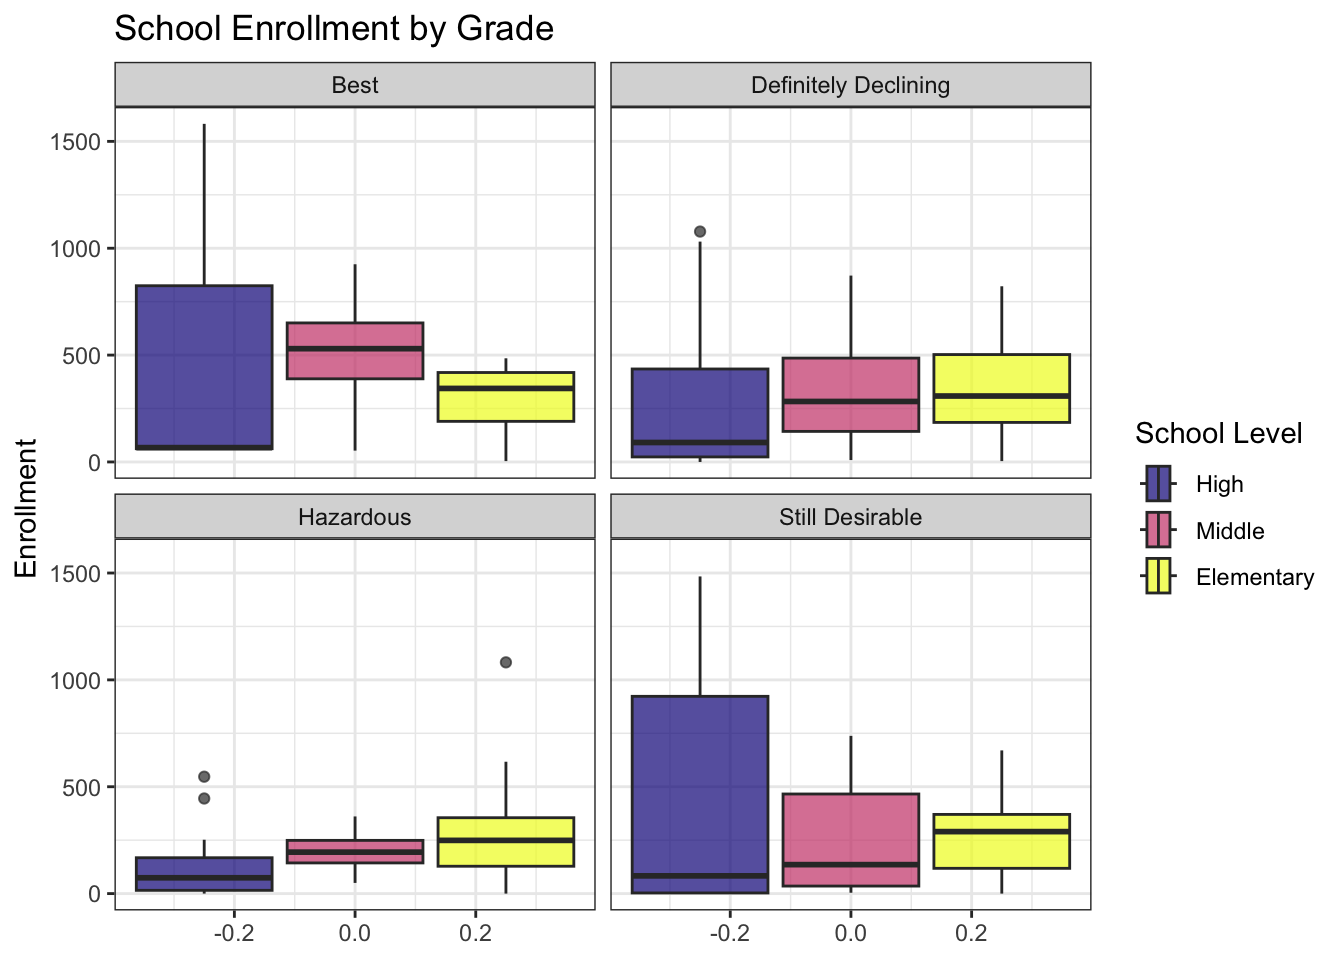 School Enrollment by Grade
Best
Definitely Declining
1500
1000
500
0
Hazardous
Still Desirable
1500
1000
500
0
-0.2
0.0
0.2
-0.2
0.0
0.2
Enrollment
School Level
High
Middle
Elementary